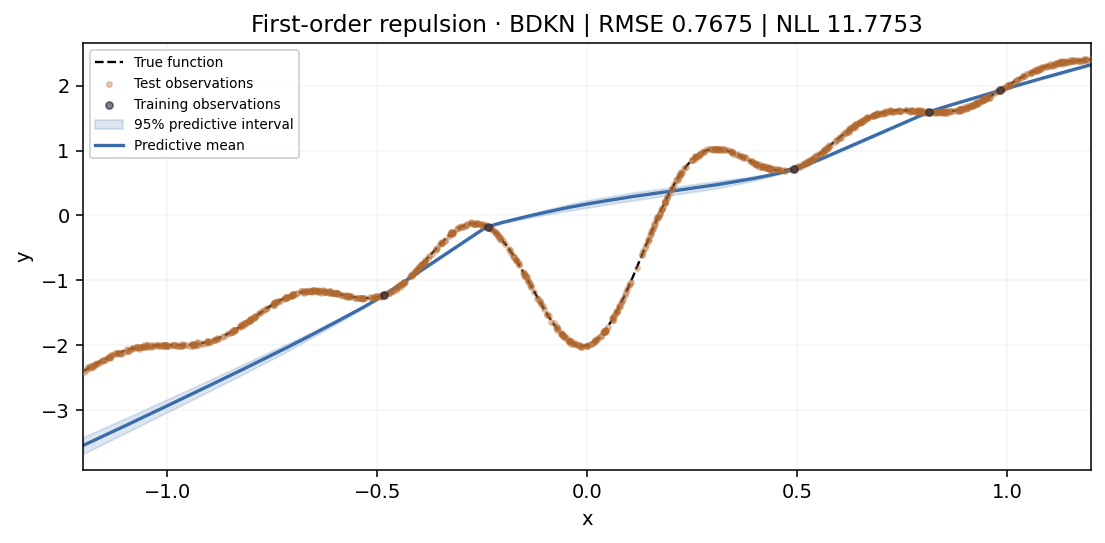 First-order repulsion · BDKN | RMSE 0.7675 | NLL 11.7753
True function
Test observations
Training observations
95% predictive interval
Predictive mean
2
1
0
−1
−2
−3
y
−1.0
−0.5
0.0
0.5
1.0
x